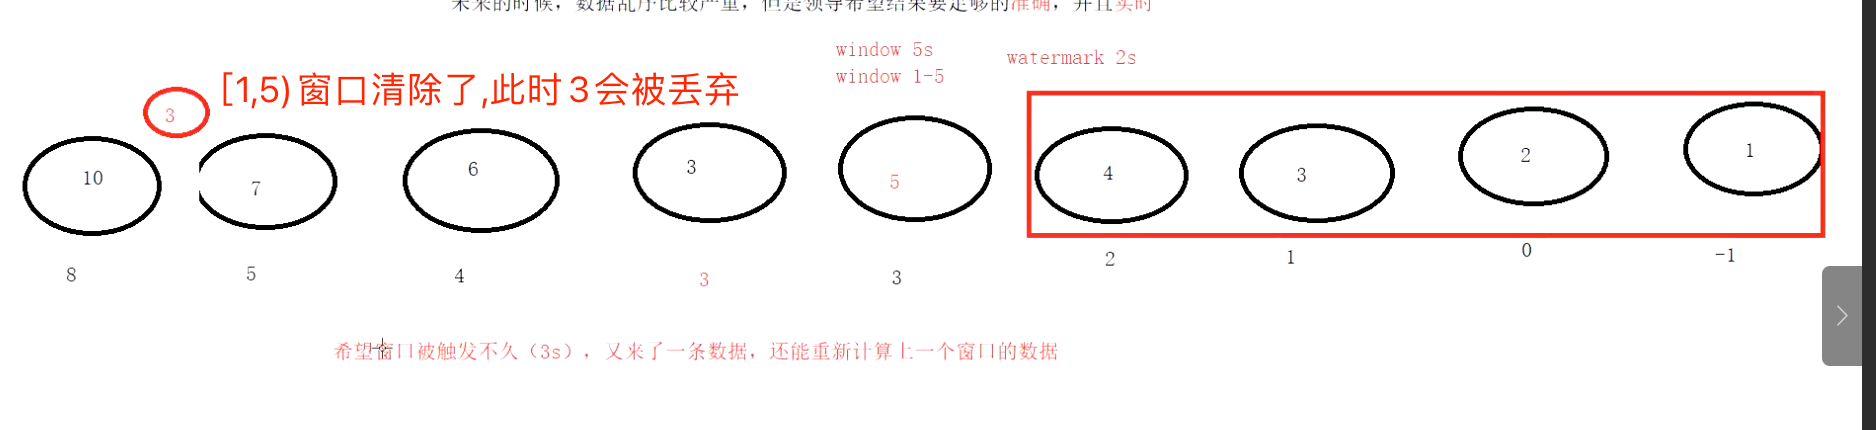 未来的时候，数据乱序比较严重，但是领导希望结果要足够的准确，并且实时
window 5s
watermark 2s
window 1-5
[1,5)窗口清除了,此时3会被丢弃
3
10 7 6 3 5 4 3 2 1
8 5 4 3 3 2 1 0 -1
希望窗口被触发不久（3s），又来了一条数据，还能重新计算上一个窗口的数据